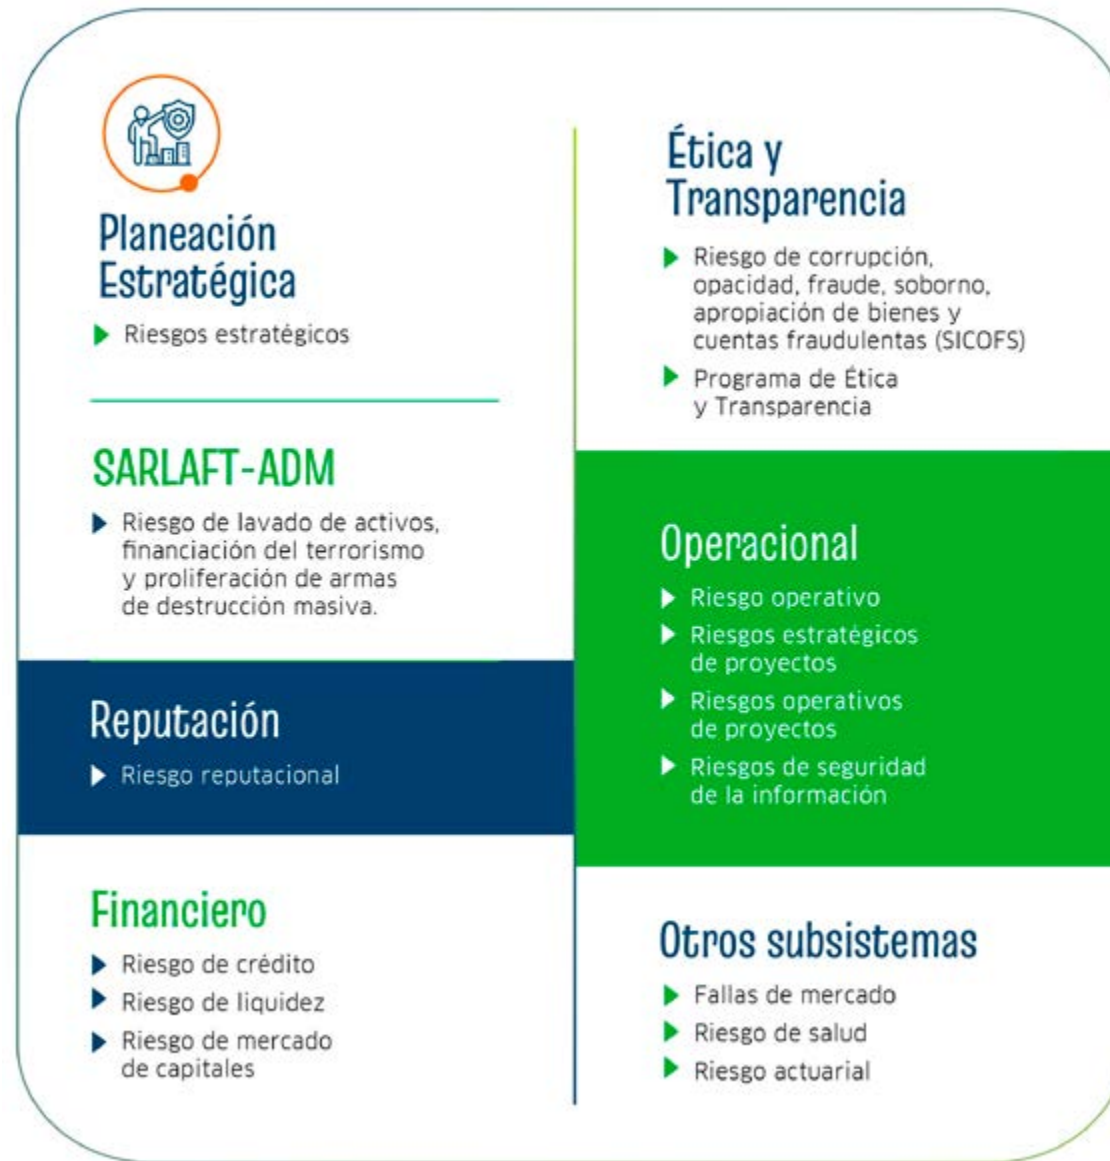 Planeación
Estratégica
Riesgos estratégicos
SARLAFT-ADM
Riesgo de lavado de activos,
financiación del terrorismo
y proliferación de armas
de destrucción masiva.
Reputación
Riesgo reputacional
Financiero
Riesgo de crédito
Riesgo de liquidez
Riesgo de mercado
de capitales
Ética y
Transparencia
Riesgo de corrupción,
opacidad, fraude, soborno,
apropiación de bienes y
cuentas fraudulentas (SICOFS)
Programa de Ética
y Transparencia
Operacional
Riesgo operativo
Riesgos estratégicos
de proyectos
Riesgos operativos
de proyectos
Riesgos de seguridad
de la información
Otros subsistemas
Fallas de mercado
Riesgo de salud
Riesgo actuarial